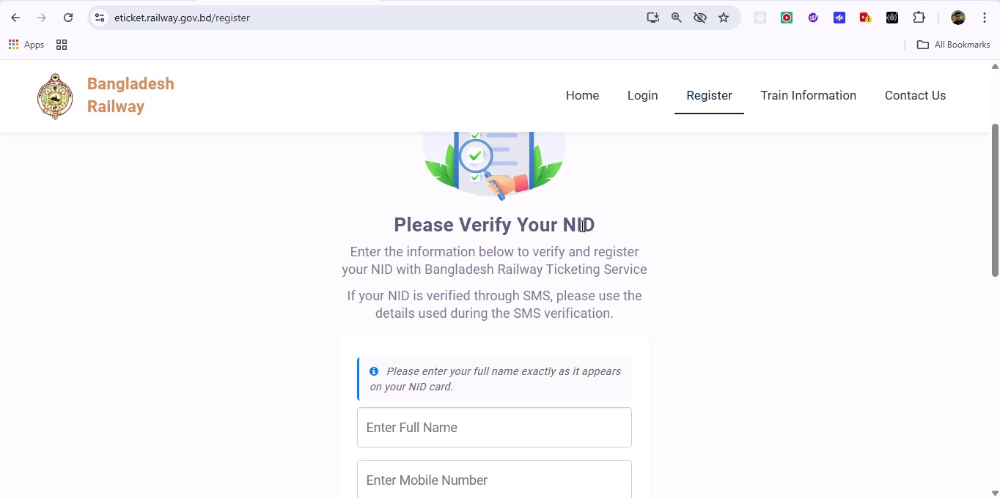 eticket.railway.gov.bd/register
Apps
All Bookmarks
Bangladesh
Railway
Home
Login
Register
Train Information
Contact Us
Please Verify Your NID
Enter the information below to verify and register
your NID with Bangladesh Railway Ticketing Service
If your NID is verified through SMS, please use the
details used during the SMS verification.
Please enter your full name exactly as it appears
on your NID card.
Enter Full Name
Enter Mobile Number